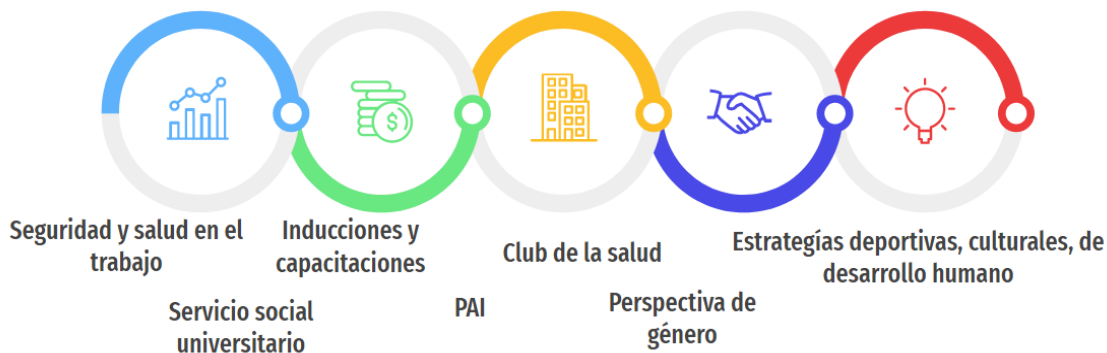 $
Seguridad y salud en el
trabajo
Servicio social
universitario
Inducciones y
capacitaciones
PAI
Club de la salud
Perspectiva de
género
Estrategías deportivas, culturales, de
desarrollo humano